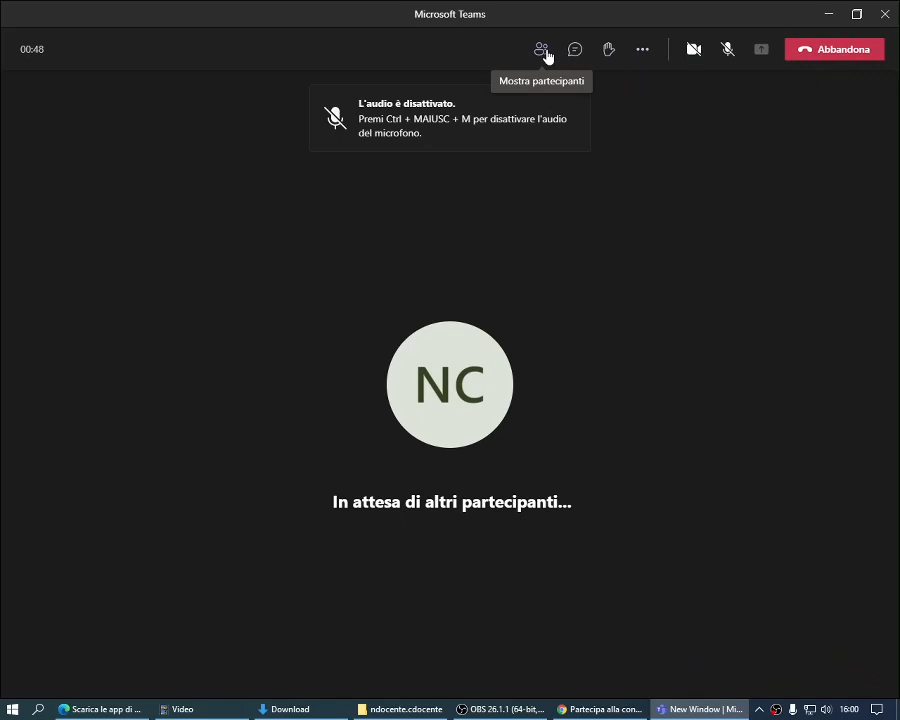 Microsoft Teams
00:48
Abbandona
Mostra partecipanti
L'audio è disattivato.
Premi Ctrl + MAIUSC + M per disattivare l'audio
del microfono.
NC
In attesa di altri partecipanti...
Scarica le app di ...
Video
Download
ndocente.cdocente
OBS 26.1.1 (64-bit,...
Partecipa alla con...
New Window | Mi...
16:00